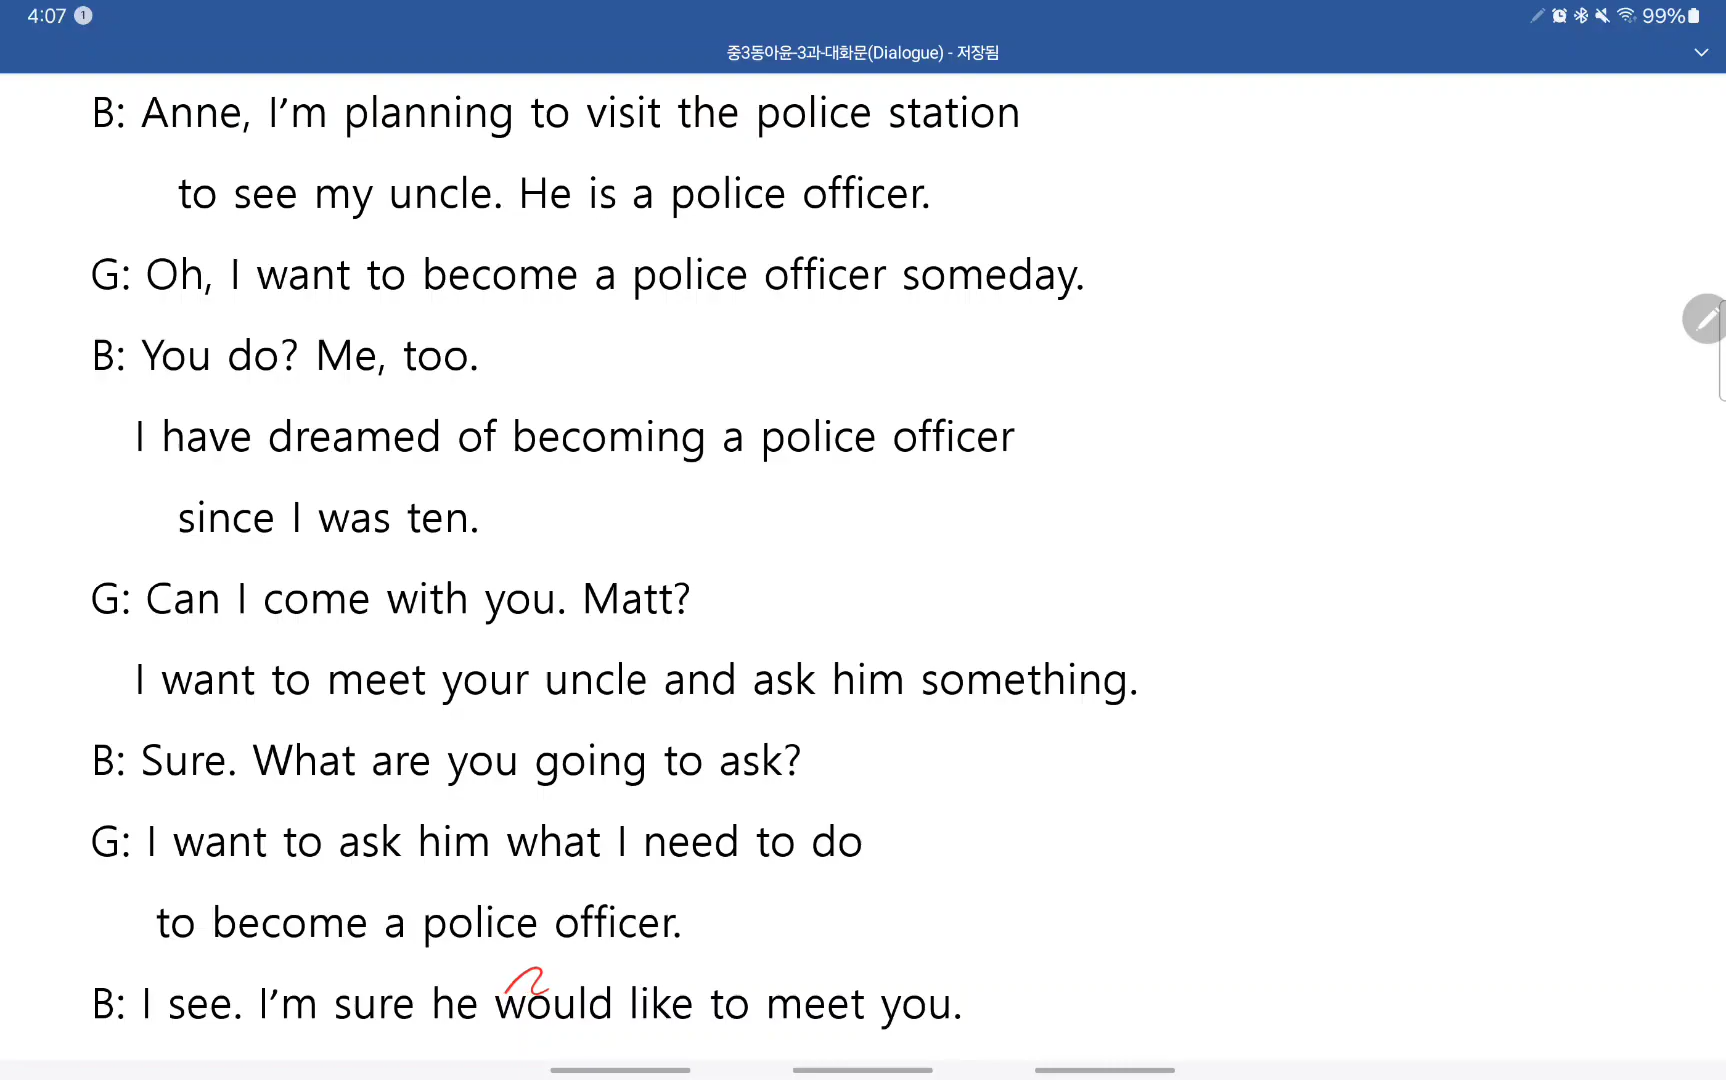 4:07 1 99%
중3동아윤-3과-대화문(Dialogue) - 저장됨
B: Anne, I’m planning to visit the police station
to see my uncle. He is a police officer.
G: Oh, I want to become a police officer someday.
B: You do? Me, too.
I have dreamed of becoming a police officer
since I was ten.
G: Can I come with you. Matt?
I want to meet your uncle and ask him something.
B: Sure. What are you going to ask?
G: I want to ask him what I need to do
to become a police officer.
B: I see. I’m sure he would like to meet you.